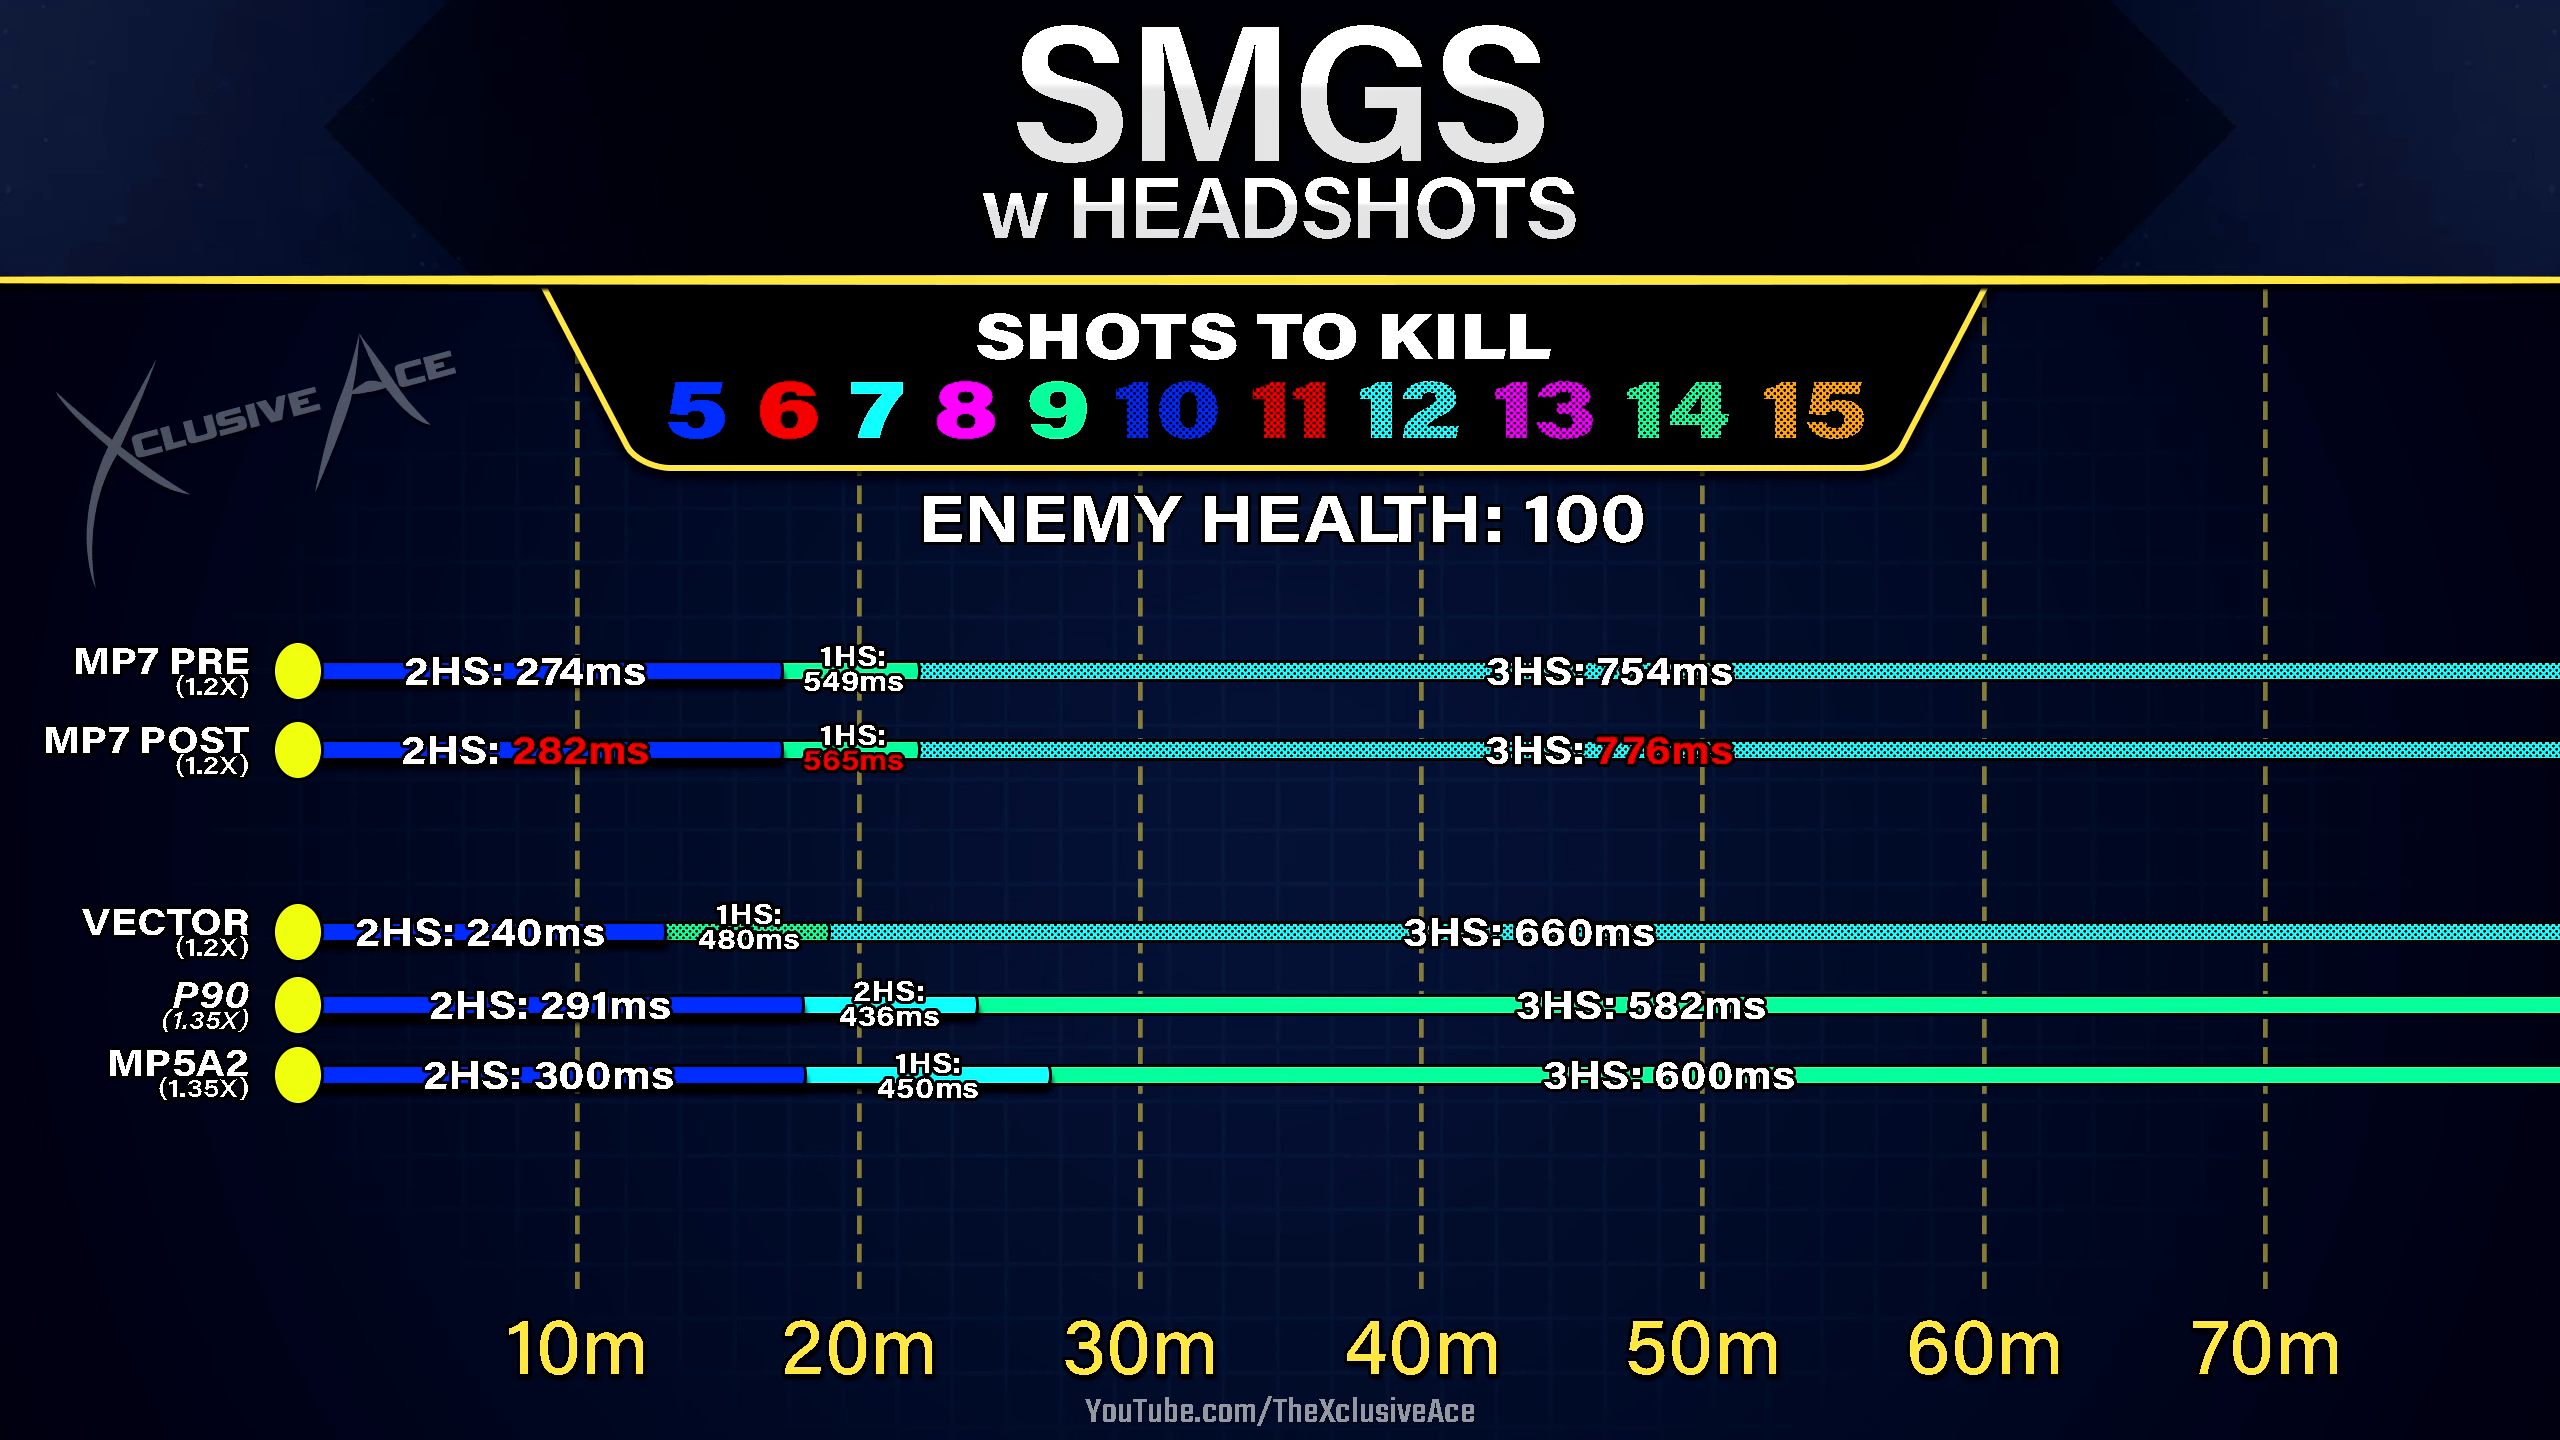 SMGS
w HEADSHOTS
XCLUSIVE ACE
SHOTS TO KILL
5 6 7 8 9 10 11 12 13 14 15
ENEMY HEALTH: 100
MP7 PRE
(1.2X)
2HS: 274ms
1HS:
549ms
3HS: 754ms
MP7 POST
(1.2X)
2HS: 282ms
1HS:
565ms
3HS: 776ms
VECTOR
(1.2X)
2HS: 240ms
1HS:
480ms
3HS: 660ms
P90
(1.35X)
2HS: 291ms
2HS:
436ms
3HS: 582ms
MP5A2
(1.35X)
2HS: 300ms
1HS:
450ms
3HS: 600ms
10m 20m 30m 40m 50m 60m 70m
YouTube.com/TheXclusiveAce